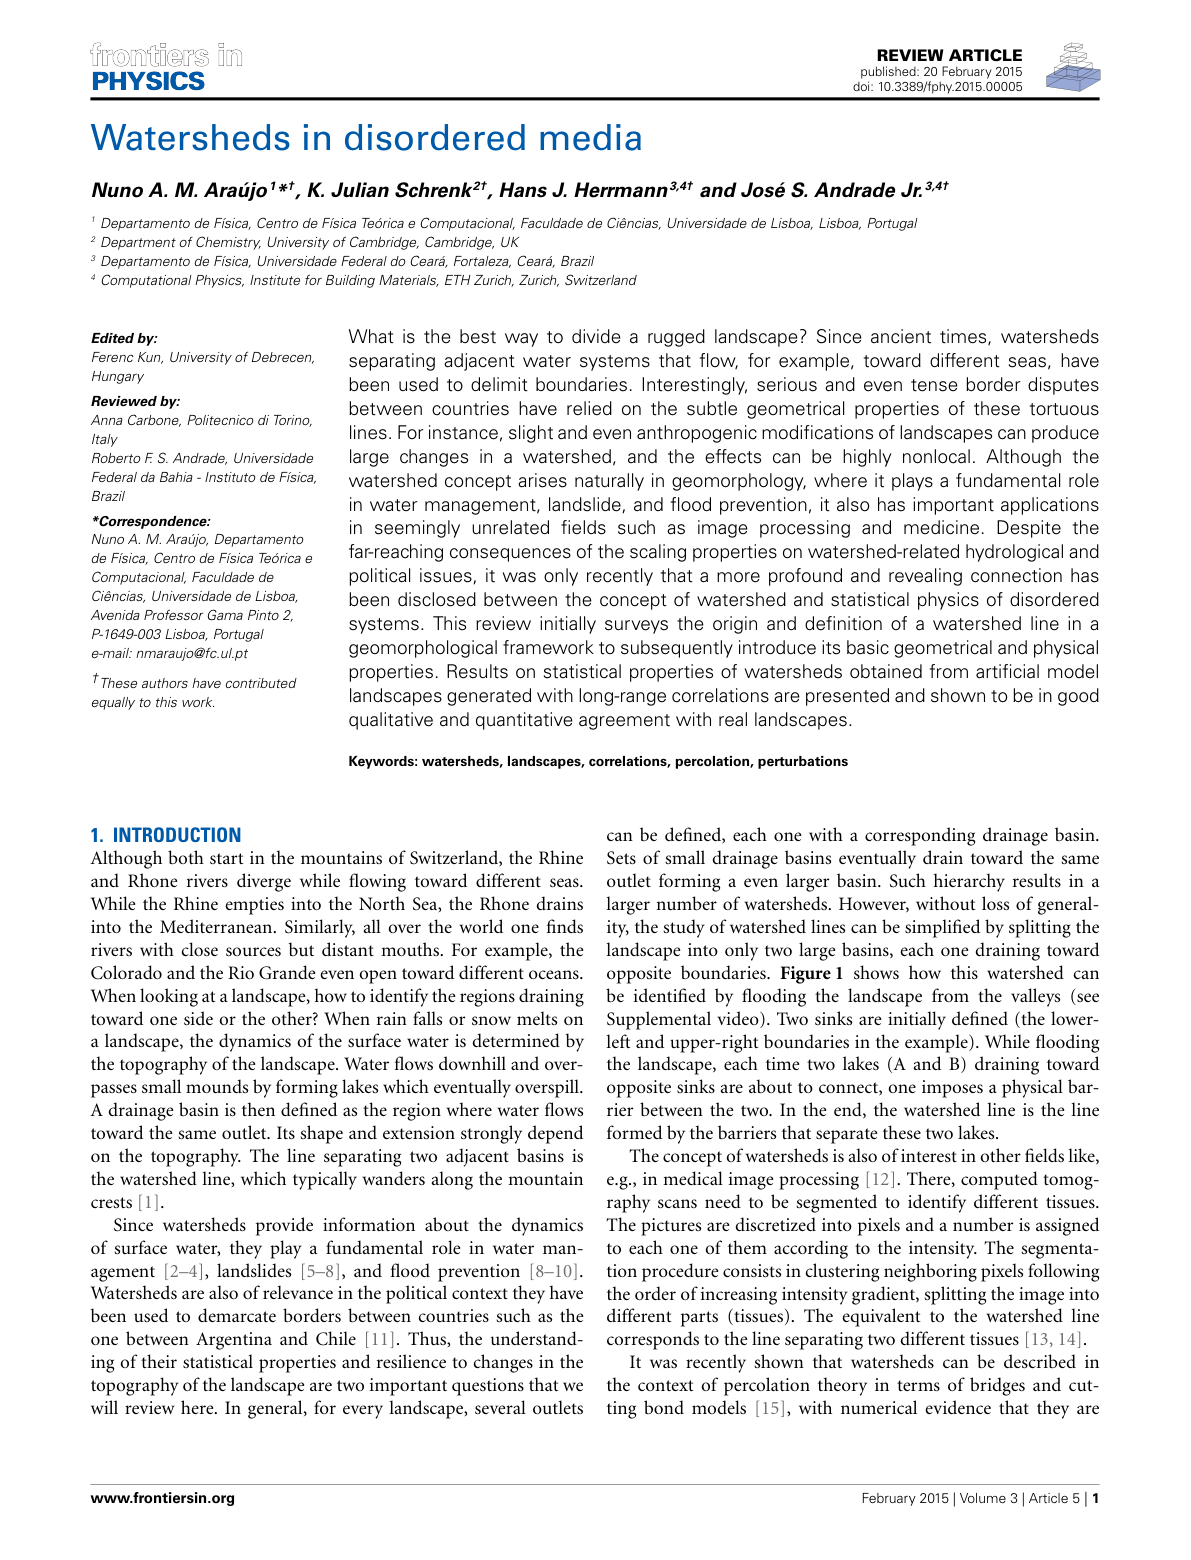 frontiers in
PHYSICS
REVIEW ARTICLE
published: 20 February 2015
doi: 10.3389/fphy.2015.00005
Watersheds in disordered media
Nuno A. M. Araújo 1*†, K. Julian Schrenk 2†, Hans J. Herrmann 3,4† and José S. Andrade Jr. 3,4†
1 Departamento de Física, Centro de Física Teórica e Computacional, Faculdade de Ciências, Universidade de Lisboa, Lisboa, Portugal
2 Department of Chemistry, University of Cambridge, Cambridge, UK
3 Departamento de Física, Universidade Federal do Ceará, Fortaleza, Ceará, Brazil
4 Computational Physics, Institute for Building Materials, ETH Zurich, Zurich, Switzerland
Edited by:
Ferenc Kun, University of Debrecen,
Hungary
Reviewed by:
Anna Carbone, Politecnico di Torino,
Italy
Roberto F. S. Andrade, Universidade
Federal da Bahia - Instituto de Física,
Brazil
*Correspondence:
Nuno A. M. Araújo, Departamento
de Física, Centro de Física Teórica e
Computacional, Faculdade de
Ciências, Universidade de Lisboa,
Avenida Professor Gama Pinto 2,
P-1649-003 Lisboa, Portugal
e-mail: nmaraujo@fc.ul.pt
†These authors have contributed
equally to this work.
What is the best way to divide a rugged landscape? Since ancient times, watersheds
separating adjacent water systems that flow, for example, toward different seas, have
been used to delimit boundaries. Interestingly, serious and even tense border disputes
between countries have relied on the subtle geometrical properties of these tortuous
lines. For instance, slight and even anthropogenic modifications of landscapes can produce
large changes in a watershed, and the effects can be highly nonlocal. Although the
watershed concept arises naturally in geomorphology, where it plays a fundamental role
in water management, landslide, and flood prevention, it also has important applications
in seemingly unrelated fields such as image processing and medicine. Despite the
far-reaching consequences of the scaling properties on watershed-related hydrological and
political issues, it was only recently that a more profound and revealing connection has
been disclosed between the concept of watershed and statistical physics of disordered
systems. This review initially surveys the origin and definition of a watershed line in a
geomorphological framework to subsequently introduce its basic geometrical and physical
properties. Results on statistical properties of watersheds obtained from artificial model
landscapes generated with long-range correlations are presented and shown to be in good
qualitative and quantitative agreement with real landscapes.
Keywords: watersheds, landscapes, correlations, percolation, perturbations
1. INTRODUCTION
Although both start in the mountains of Switzerland, the Rhine
and Rhone rivers diverge while flowing toward different seas.
While the Rhine empties into the North Sea, the Rhone drains
into the Mediterranean. Similarly, all over the world one finds
rivers with close sources but distant mouths. For example, the
Colorado and the Rio Grande even open toward different oceans.
When looking at a landscape, how to identify the regions draining
toward one side or the other? When rain falls or snow melts on
a landscape, the dynamics of the surface water is determined by
the topography of the landscape. Water flows downhill and over-
passes small mounds by forming lakes which eventually overspill.
A drainage basin is then defined as the region where water flows
toward the same outlet. Its shape and extension strongly depend
on the topography. The line separating two adjacent basins is
the watershed line, which typically wanders along the mountain
crests [1].
Since watersheds provide information about the dynamics
of surface water, they play a fundamental role in water man-
agement [2–4], landslides [5–8], and flood prevention [8–10].
Watersheds are also of relevance in the political context they have
been used to demarcate borders between countries such as the
one between Argentina and Chile [11]. Thus, the understand-
ing of their statistical properties and resilience to changes in the
topography of the landscape are two important questions that we
will review here. In general, for every landscape, several outlets
can be defined, each one with a corresponding drainage basin.
Sets of small drainage basins eventually drain toward the same
outlet forming a even larger basin. Such hierarchy results in a
larger number of watersheds. However, without loss of general-
ity, the study of watershed lines can be simplified by splitting the
landscape into only two large basins, each one draining toward
opposite boundaries. Figure 1 shows how this watershed can
be identified by flooding the landscape from the valleys (see
Supplemental video). Two sinks are initially defined (the lower-
left and upper-right boundaries in the example). While flooding
the landscape, each time two lakes (A and B) draining toward
opposite sinks are about to connect, one imposes a physical bar-
rier between the two. In the end, the watershed line is the line
formed by the barriers that separate these two lakes.
The concept of watersheds is also of interest in other fields like,
e.g., in medical image processing [12]. There, computed tomog-
raphy scans need to be segmented to identify different tissues.
The pictures are discretized into pixels and a number is assigned
to each one of them according to the intensity. The segmenta-
tion procedure consists in clustering neighboring pixels following
the order of increasing intensity gradient, splitting the image into
different parts (tissues). The equivalent to the watershed line
corresponds to the line separating two different tissues [13, 14].
It was recently shown that watersheds can be described in
the context of percolation theory in terms of bridges and cut-
ting bond models [15], with numerical evidence that they are
www.frontiersin.org
February 2015 | Volume 3 | Article 5 | 1